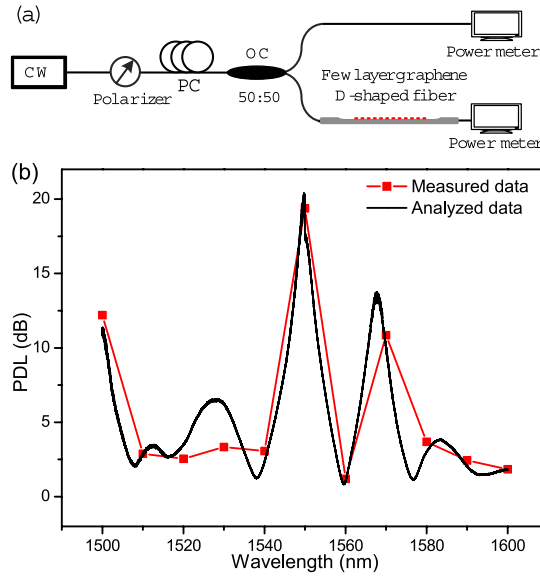 (a)
CW
Polarizer
PC
OC
50:50
Few layergraphene
D-shaped fiber
Power meter
Power meter
(b)
Measured data
Analyzed data
PDL (dB)
20
15
10
5
0
1500 1520 1540 1560 1580 1600
Wavelength (nm)